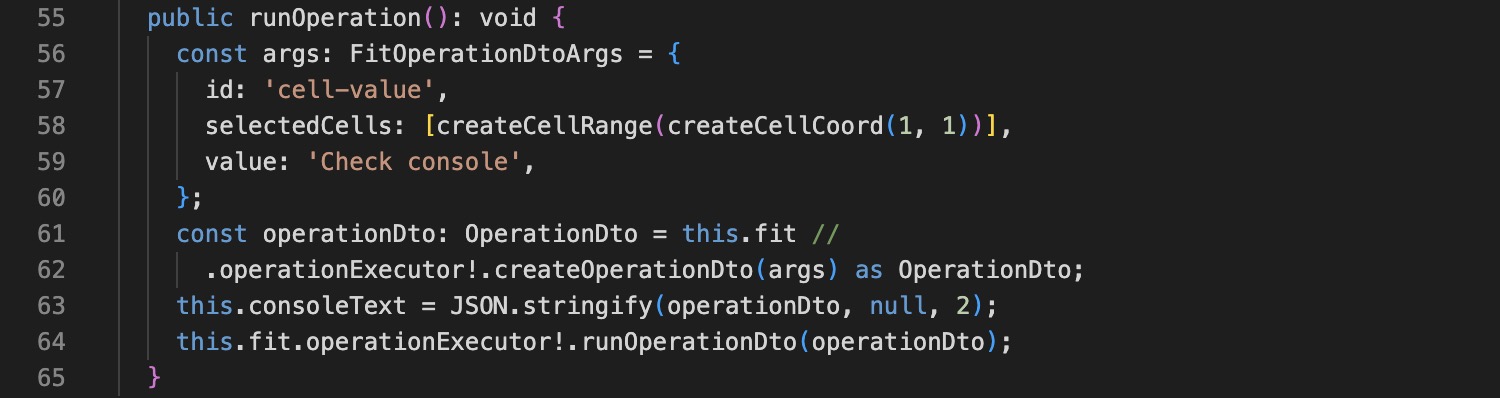 55 public runOperation(): void {
56 const args: FitOperationDtoArgs = {
57 id: 'cell-value',
58 selectedCells: [createCellRange(createCellCoord(1, 1))],
59 value: 'Check console',
60 };
61 const operationDto: OperationDto = this.fit //
62 .operationExecutor!.createOperationDto(args) as OperationDto;
63 this.consoleText = JSON.stringify(operationDto, null, 2);
64 this.fit.operationExecutor!.runOperationDto(operationDto);
65 }